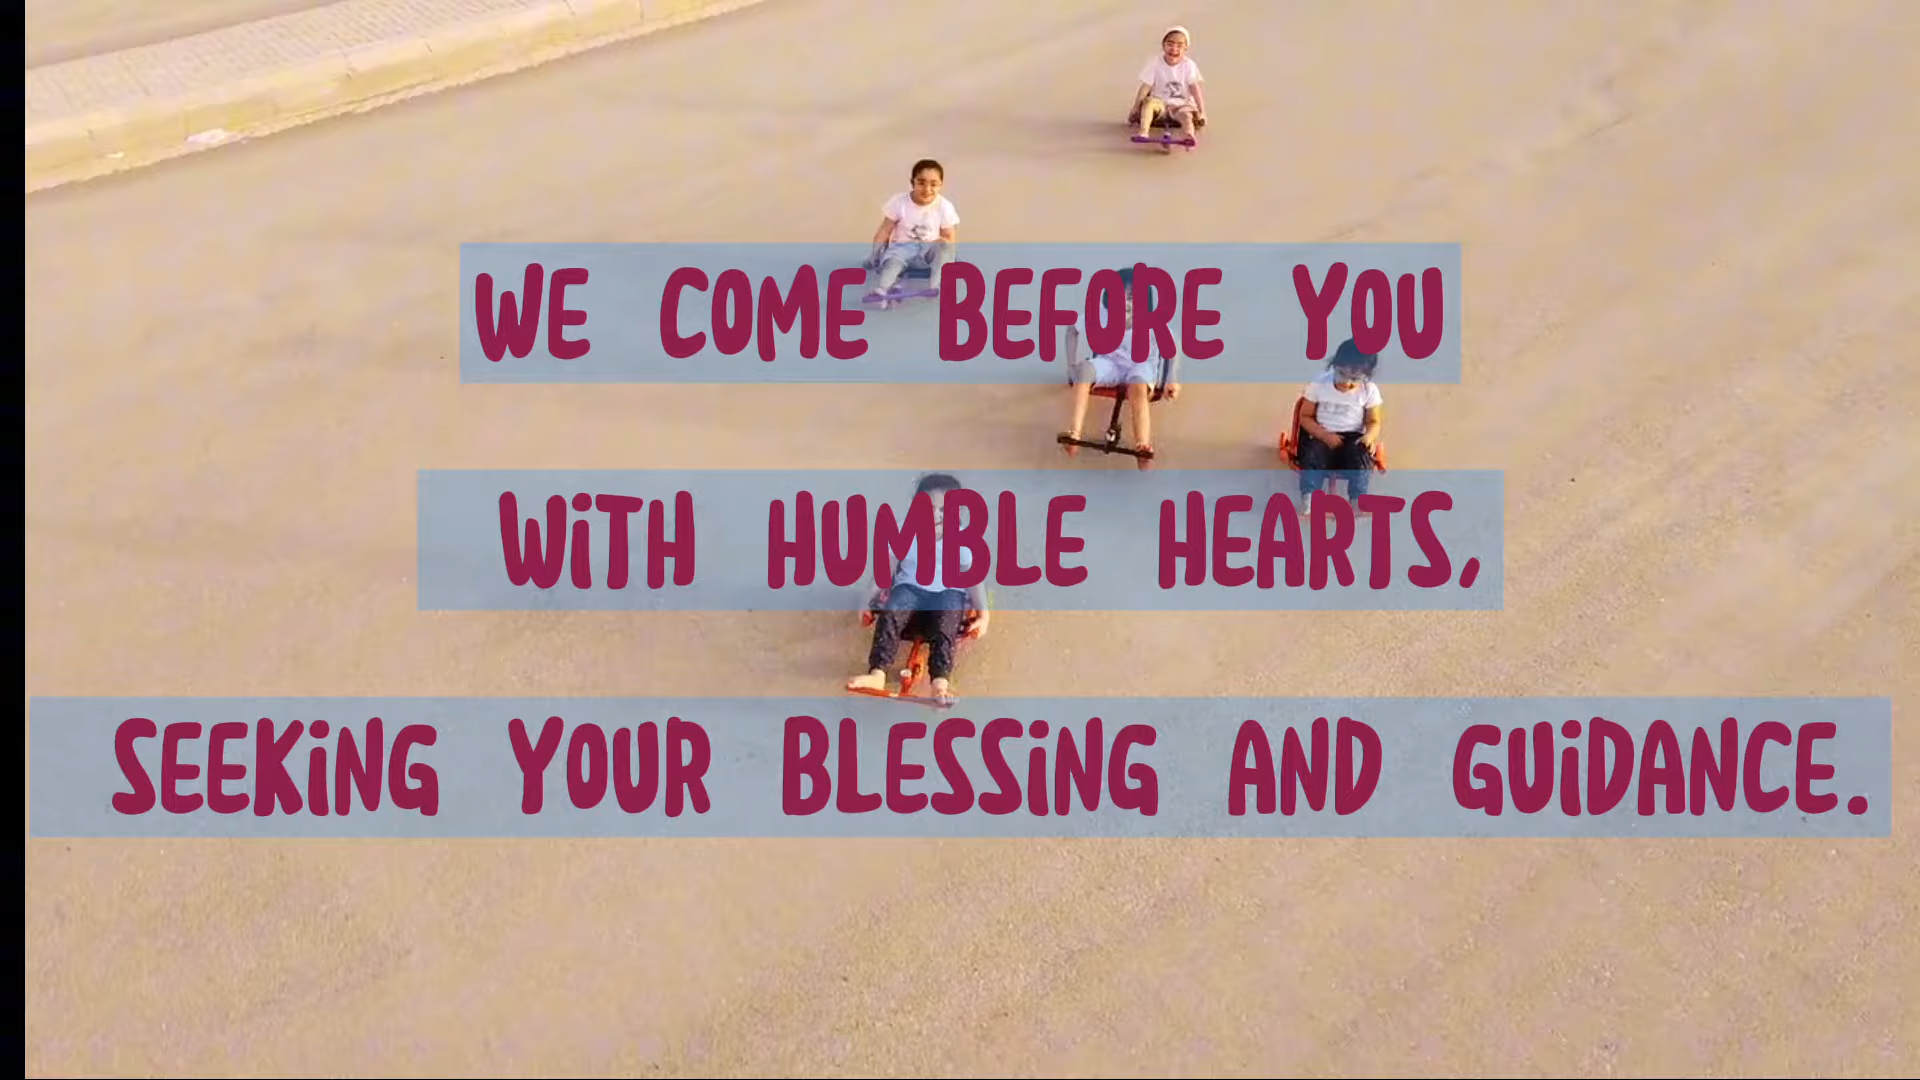 WE COME BEFORE YOU
WiTH HUMBLE HEARTS,
SEEKiNG YOUR BLESSiNG AND GUiDANCE.